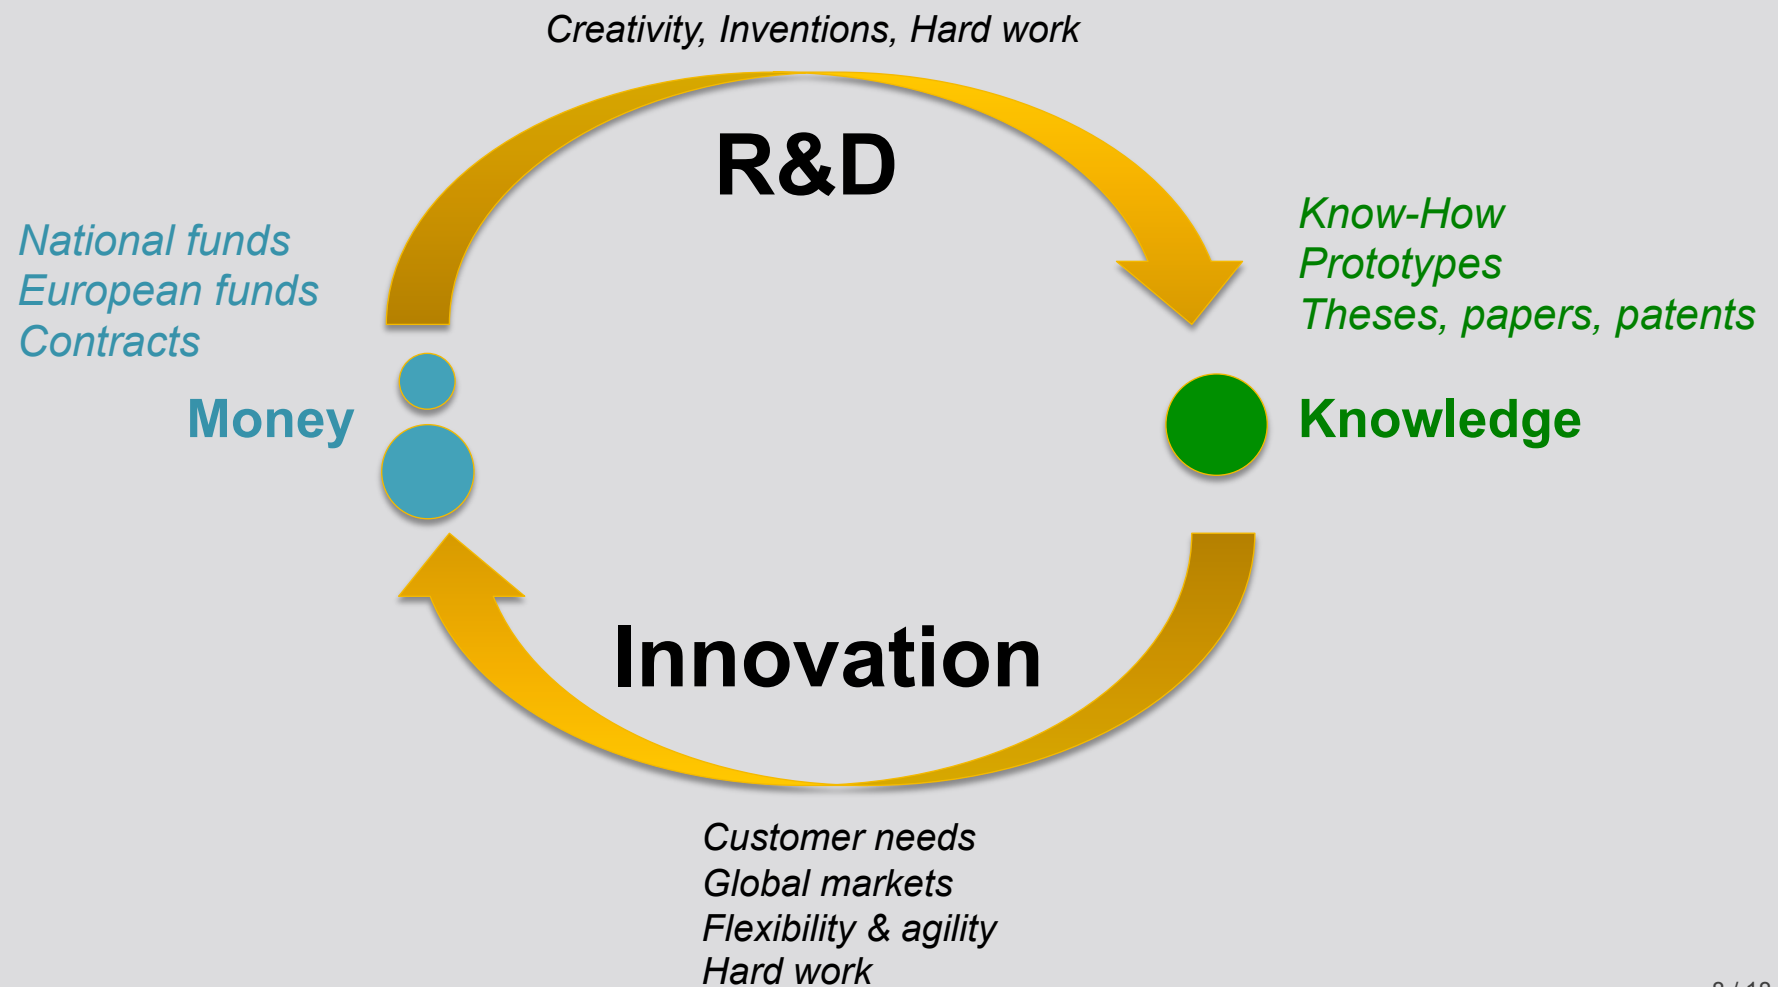 Creativity, Inventions, Hard work
R&D
National funds
European funds
Contracts
Money
Know-How
Prototypes
Theses, papers, patents
Knowledge
Innovation
Customer needs
Global markets
Flexibility & agility
Hard work